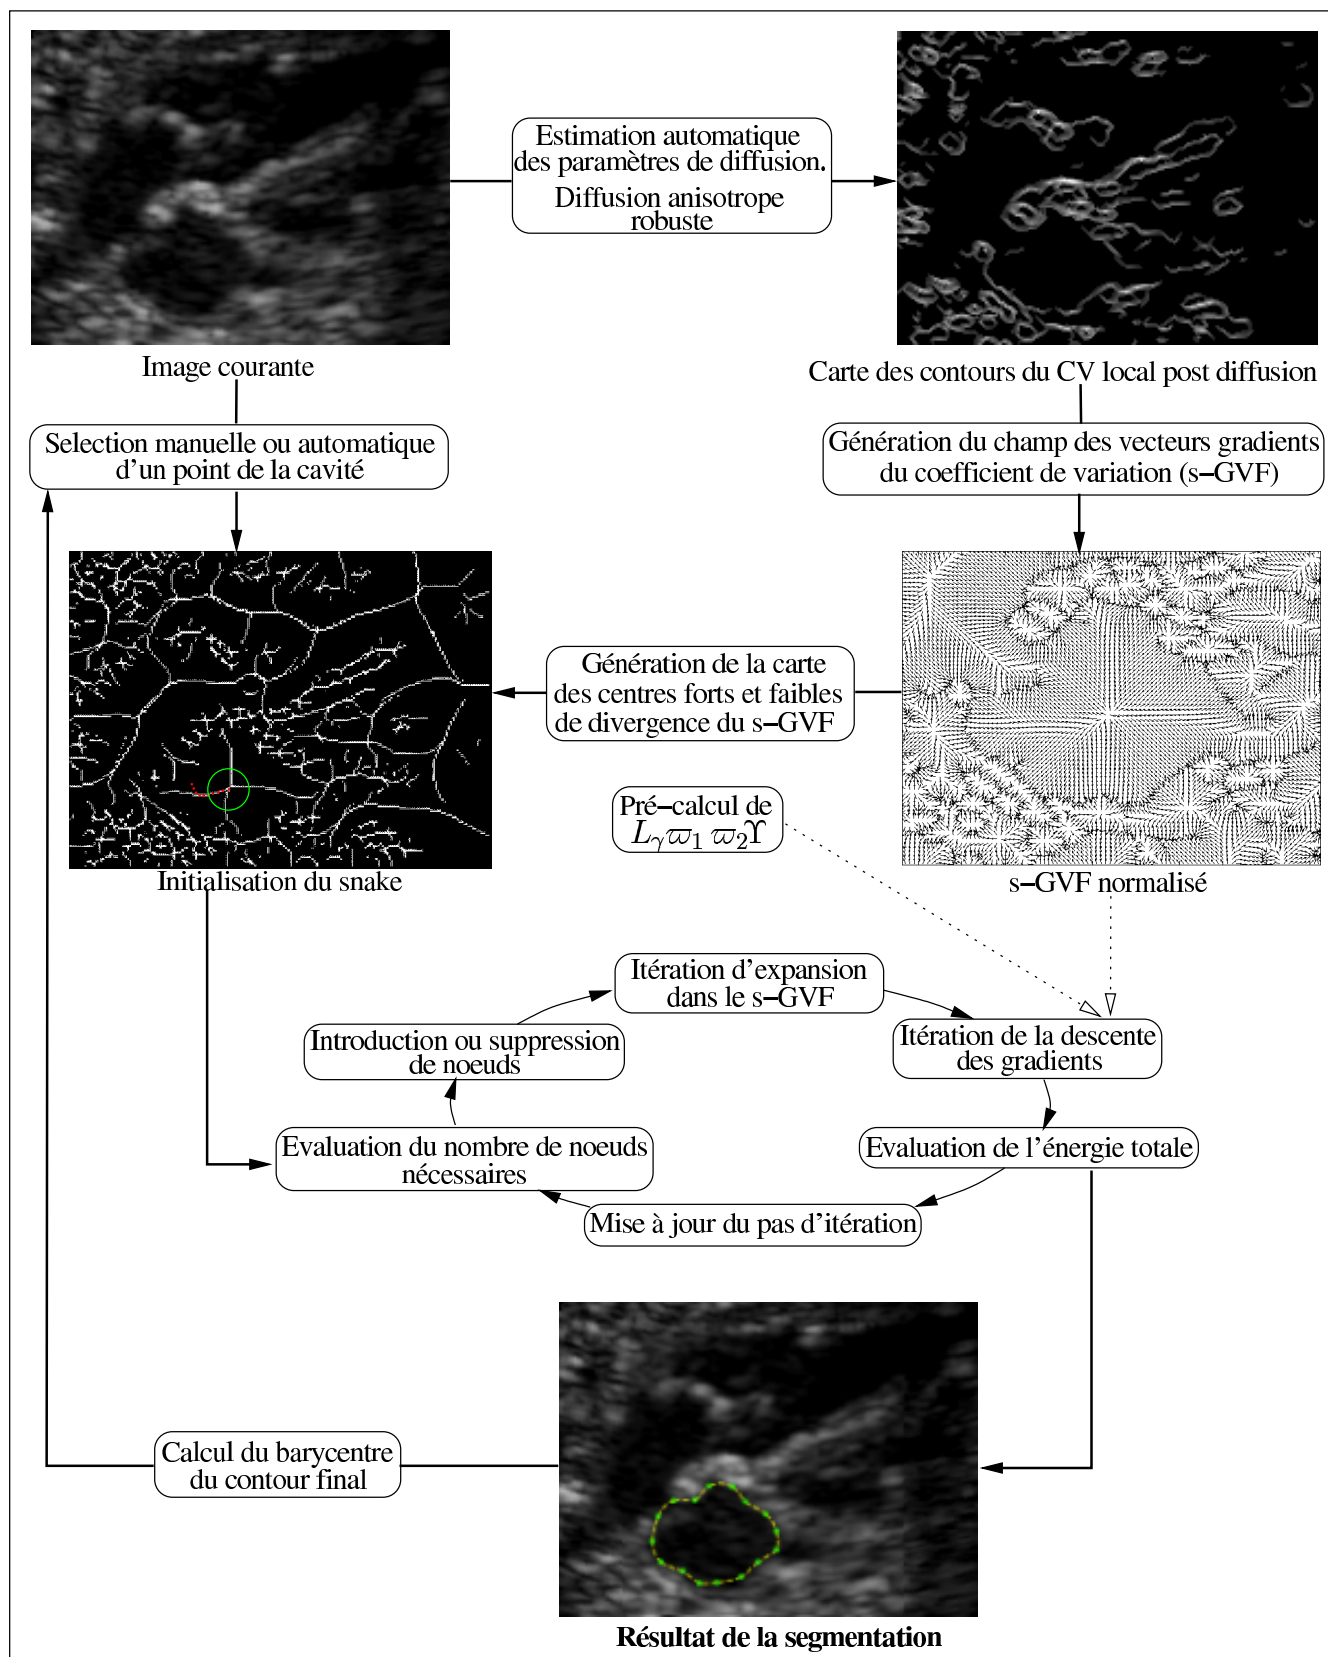 Estimation automatique
des paramètres de diffusion.
Diffusion anisotrope
robuste
Image courante
Carte des contours du CV local post diffusion
Selection manuelle ou automatique
d'un point de la cavité
Génération du champ des vecteurs gradients
du coefficient de variation (s−GVF)
Génération de la carte
des centres forts et faibles
de divergence du s−GVF
Pré−calcul de
L_γ ϖ_1 ϖ_2 ϒ
Initialisation du snake
s−GVF normalisé
Itération d'expansion
dans le s−GVF
Introduction ou suppression
de noeuds
Itération de la descente
des gradients
Evaluation du nombre de noeuds
nécessaires
Evaluation de l'énergie totale
Mise à jour du pas d'itération
Calcul du barycentre
du contour final
Résultat de la segmentation